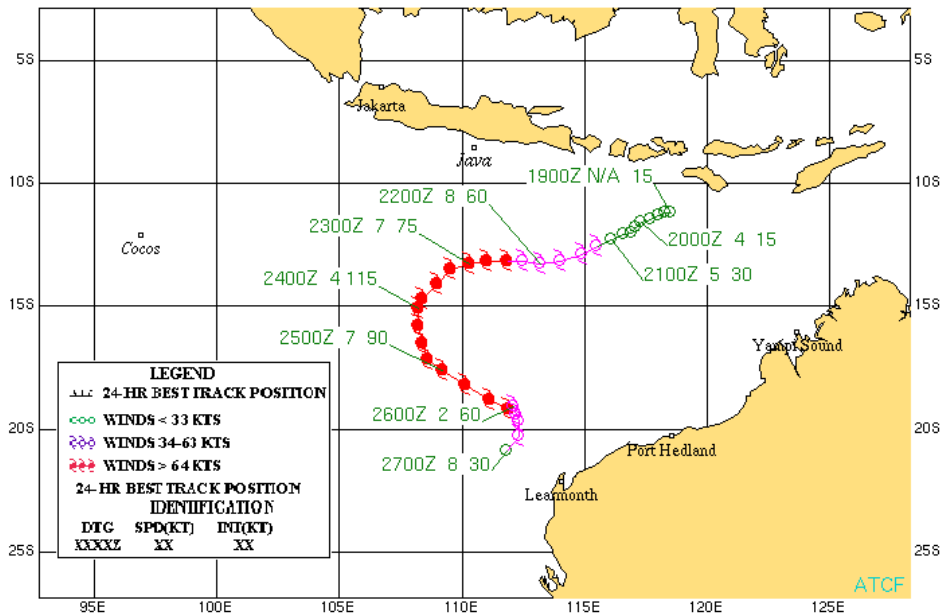 5S
5S
Jakarta
Java
10S
10S
1900Z N/A 15
2200Z 8 60
2300Z 7 75
2000Z 4 15
Cocos
2100Z 5 30
2400Z 4 115
15S
15S
2500Z 7 90
Yampi Sound
LEGEND
24-HR BEST TRACK POSITION
WINDS < 33 KTS
WINDS 34-63 KTS
WINDS > 64 KTS
24-HR BEST TRACK POSITION
IDENTIFICATION
DTG SPD(KT) INT(KT)
XXXXZ XX XX
2600Z 2 60
20S
20S
2700Z 8 30
Port Hedland
Learmonth
25S
25S
ATCF
95E 100E 105E 110E 115E 120E 125E